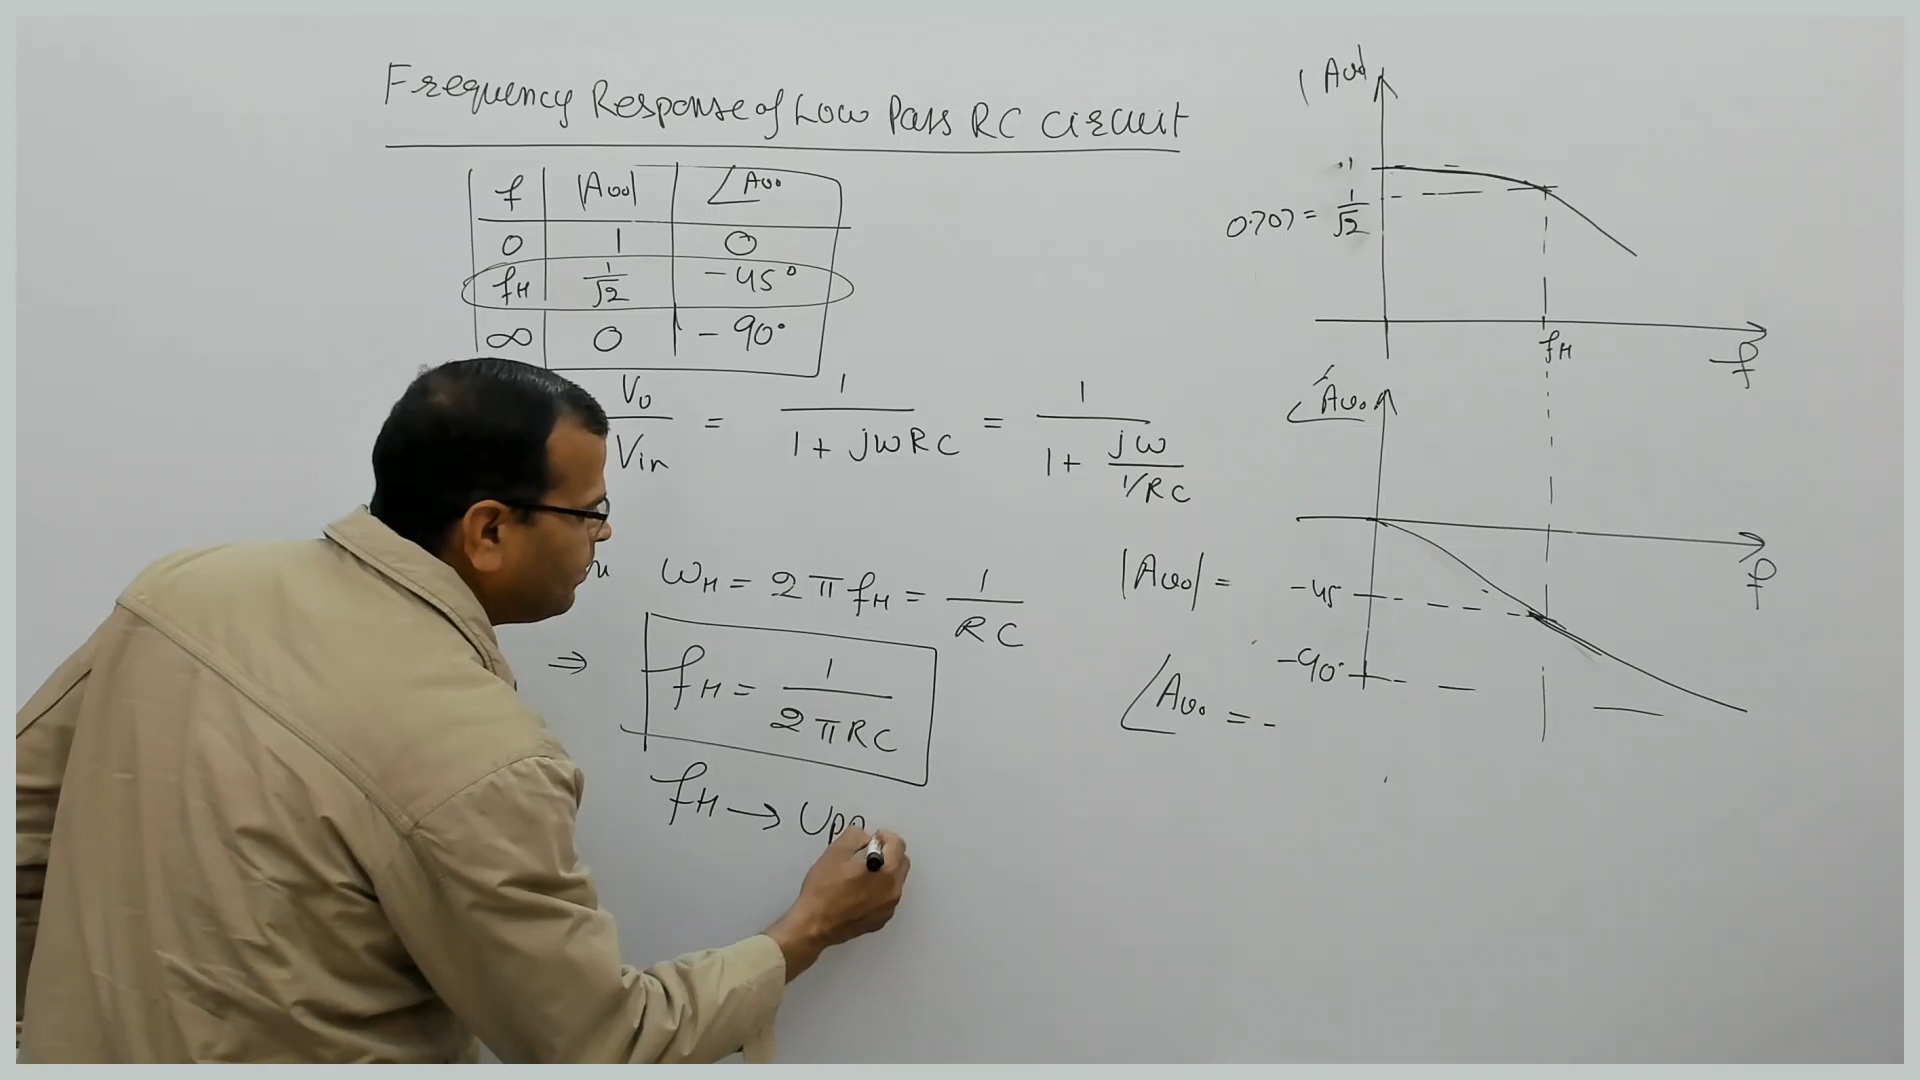 Frequency Response of Low Pass RC Circuit
f |Avo| ∠Avo
0 1 0
fH 1/√2 -45°
∞ 0 -90°
Vo/Vin = 1/(1 + jωRC) = 1/(1 + jω/(1/RC))
ωH = 2πfH = 1/RC
⇒ fH = 1/2πRC
fH → Upp
|Avo| =
∠Avo = -
|Avo|
1
0.707 = 1/√2
fH
f
∠Avo
f
-45
-90°